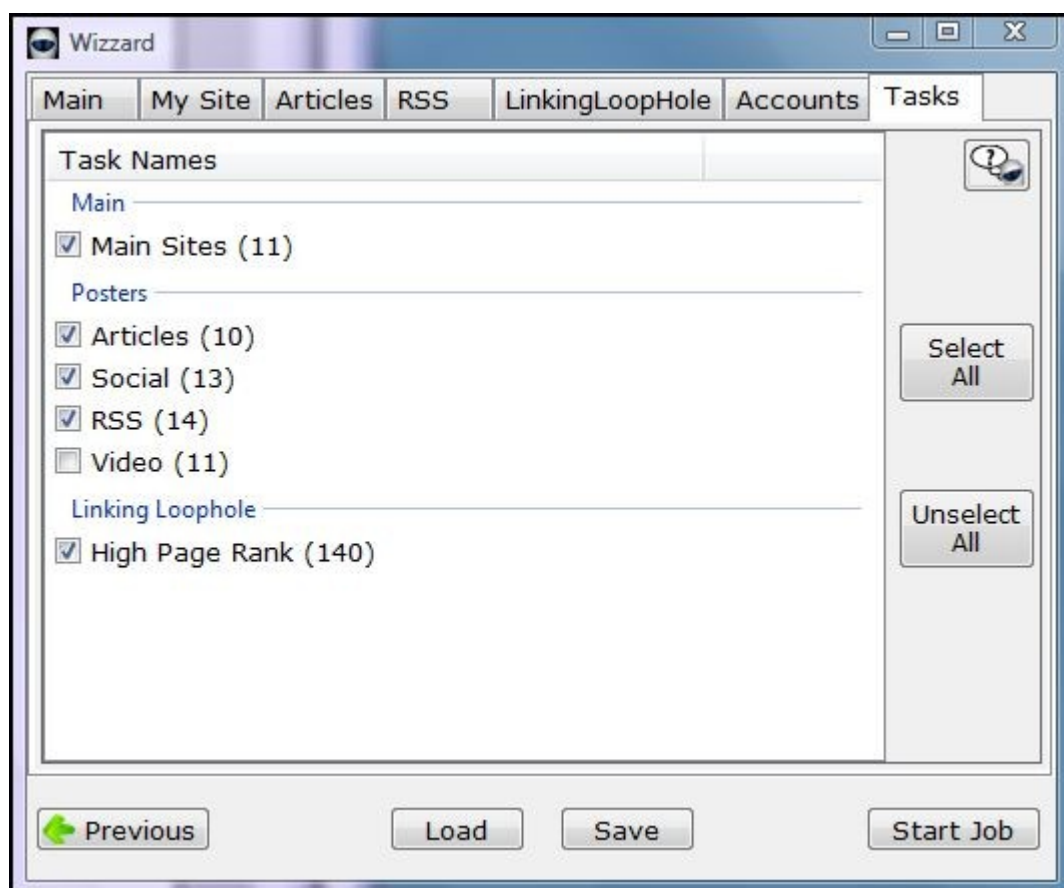 Wizzard
Main My Site Articles RSS LinkingLoopHole Accounts Tasks
Task Names
Main
Main Sites (11)
Posters
Articles (10)
Social (13)
RSS (14)
Video (11)
Linking Loophole
High Page Rank (140)
?
Select
All
Unselect
All
Previous Load Save Start Job